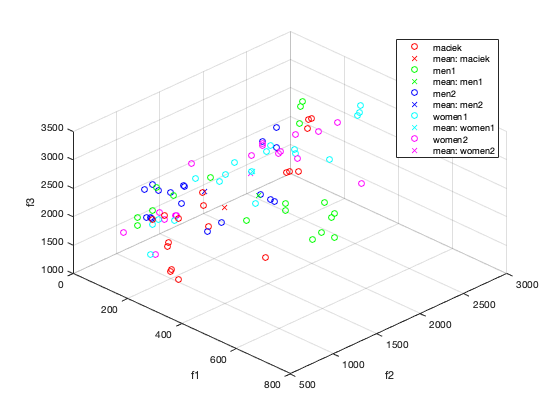 maciek
mean: maciek
men1
mean: men1
men2
mean: men2
women1
mean: women1
women2
mean: women2
3500
3000
2500
2000
1500
1000
f3
0
200
400
600
800
f1
500
1000
1500
2000
2500
3000
f2